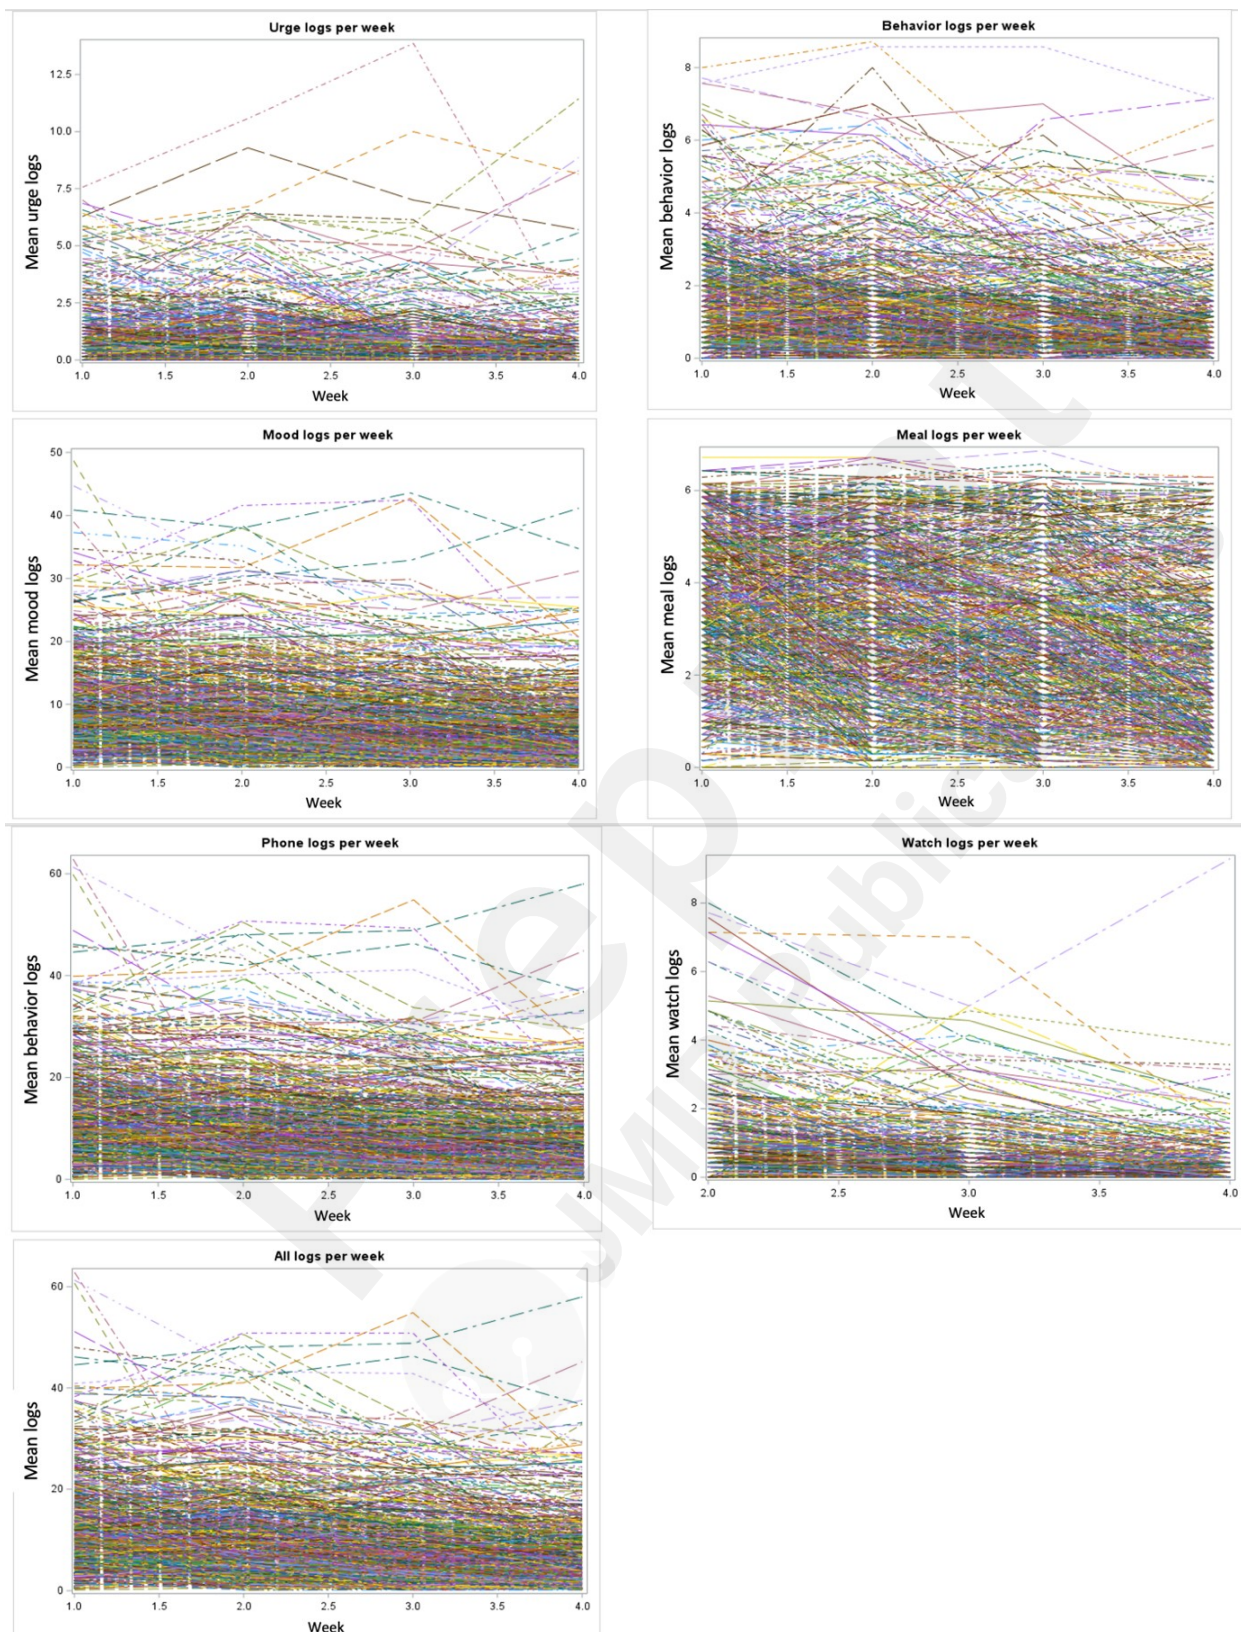 Urge logs per week
Mean urge logs
12.5
10.0
7.5
5.0
2.5
0.0
1.0 1.5 2.0 2.5 3.0 3.5 4.0
Week
Behavior logs per week
Mean behavior logs
8
6
4
2
0
1.0 1.5 2.0 2.5 3.0 3.5 4.0
Week
Mood logs per week
Mean mood logs
50
40
30
20
10
0
1.0 1.5 2.0 2.5 3.0 3.5 4.0
Week
Meal logs per week
Mean meal logs
6
4
2
0
1.0 1.5 2.0 2.5 3.0 3.5 4.0
Week
Phone logs per week
Mean behavior logs
60
40
20
0
1.0 1.5 2.0 2.5 3.0 3.5 4.0
Week
Watch logs per week
Mean watch logs
8
6
4
2
0
2.0 2.5 3.0 3.5 4.0
Week
All logs per week
Mean logs
60
40
20
0
1.0 1.5 2.0 2.5 3.0 3.5 4.0
Week